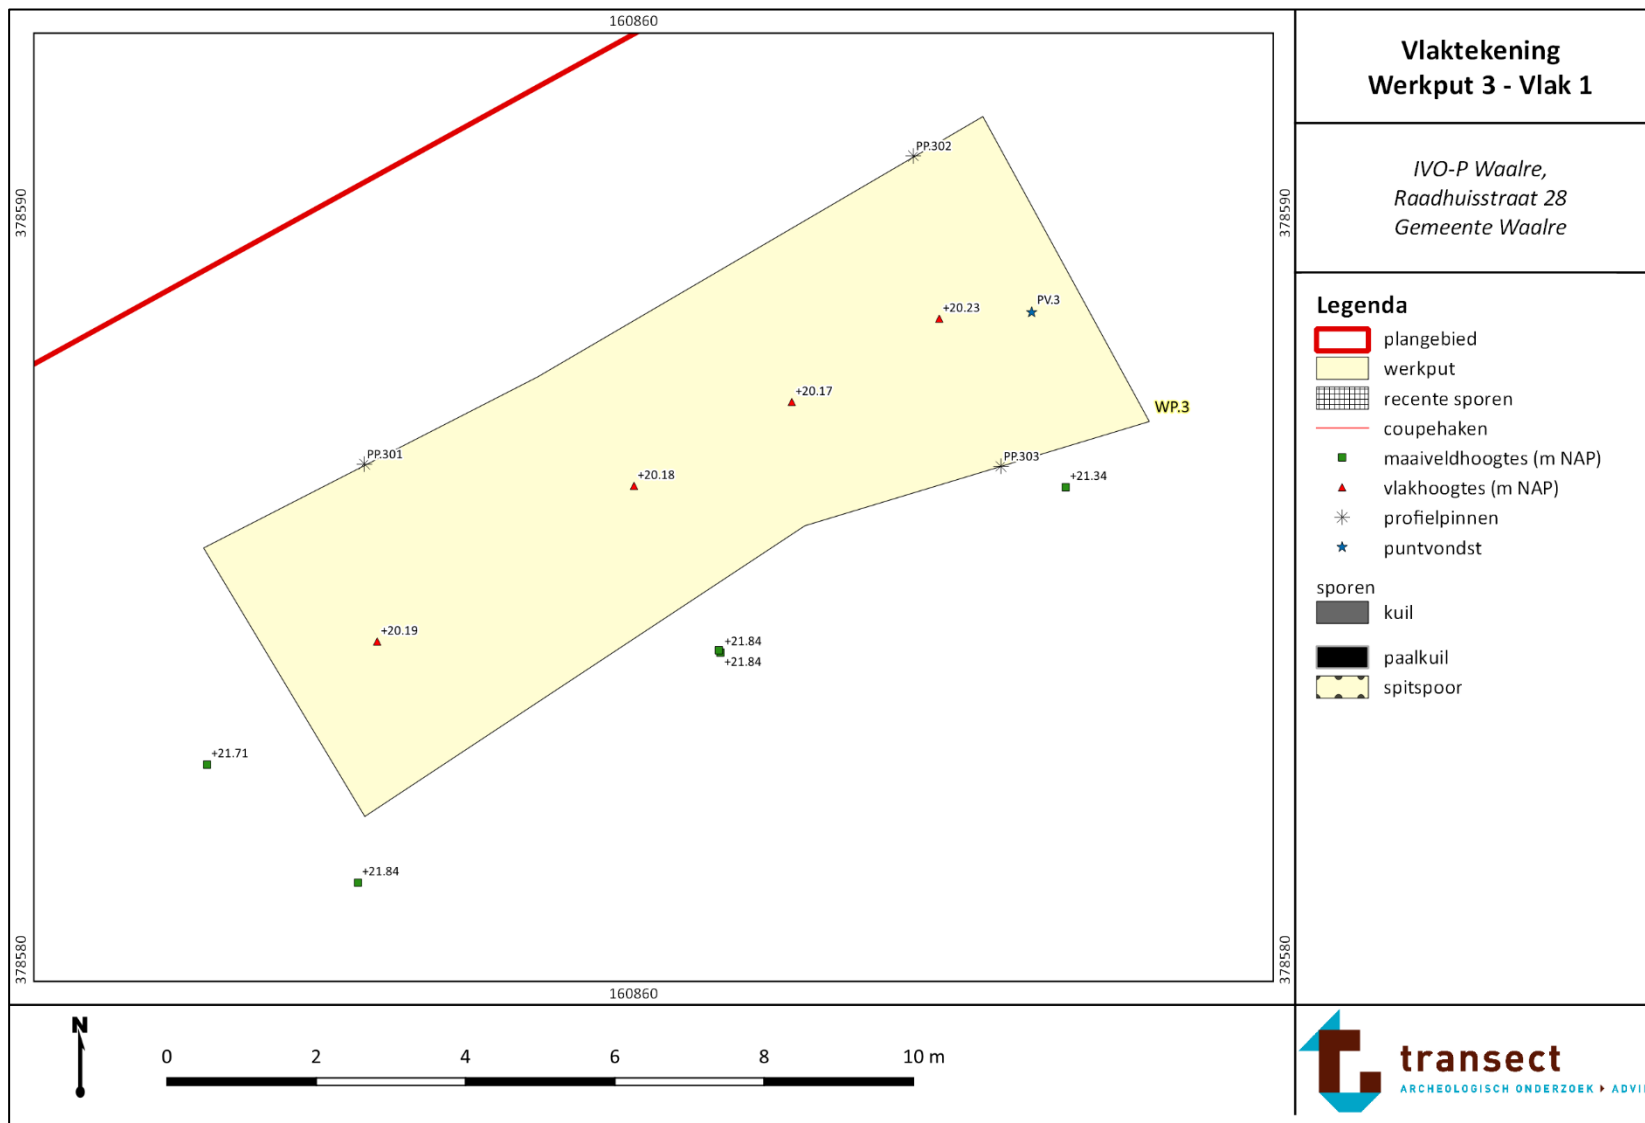 160860
378590
378590
PP.302
+20.23
PV.3
+20.17
WP.3
PP.301
PP.303
+20.18
+21.34
+20.19
+21.84
+21.84
+21.71
+21.84
378580
378580
160860
N
0 2 4 6 8 10 m
Vlaktekening
Werkput 3 - Vlak 1
IVO-P Waalre,
Raadhuisstraat 28
Gemeente Waalre
Legenda
plangebied
werkput
recente sporen
coupehaken
maaiveldhoogtes (m NAP)
vlakhoogtes (m NAP)
profielpinnen
puntvondst
sporen
kuil
paalkuil
spitspoor
transect
ARCHEOLOGISCH ONDERZOEK ADVI